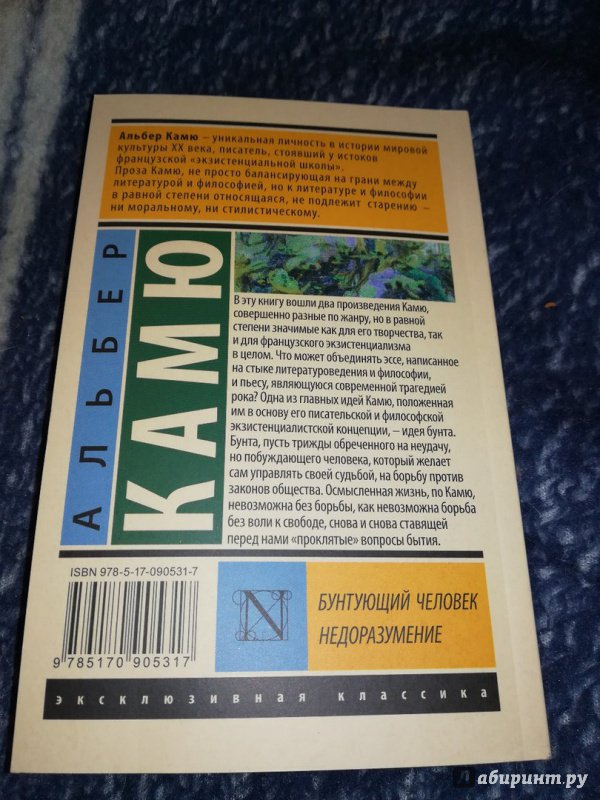 Альбер Камю – уникальная личность в истории мировой
культуры XX века, писатель, стоявший у истоков
французской «экзистенциальной школы».
Проза Камю, не просто балансирующая на грани между
литературой и философией, но к литературе и философии
в равной степени относящаяся, не подлежит старению –
ни моральному, ни стилистическому.
АЛЬБЕР
КАМЮ
В эту книгу вошли два произведения Камю,
совершенно разные по жанру, но в равной
степени значимые как для его творчества, так
и для французского экзистенциализма
в целом. Что может объединять эссе, написанное
на стыке литературоведения и философии,
и пьесу, являющуюся современной трагедией
рока? Одна из главных идей Камю, положенная
им в основу его писательской и философской
экзистенциалистской концепции, – идея бунта.
Бунта, пусть трижды обреченного на неудачу,
но побуждающего человека, который желает
сам управлять своей судьбой, на борьбу против
законов общества. Осмысленная жизнь, по Камю,
невозможна без борьбы, как невозможна борьба
без воли к свободе, снова и снова ставящей
перед нами «проклятые» вопросы бытия.
ISBN 978-5-17-090531-7
9 785170 905317
N
БУНТУЮЩИЙ ЧЕЛОВЕК
НЕДОРАЗУМЕНИЕ
эксклюзивная классика
лабиринт.ру